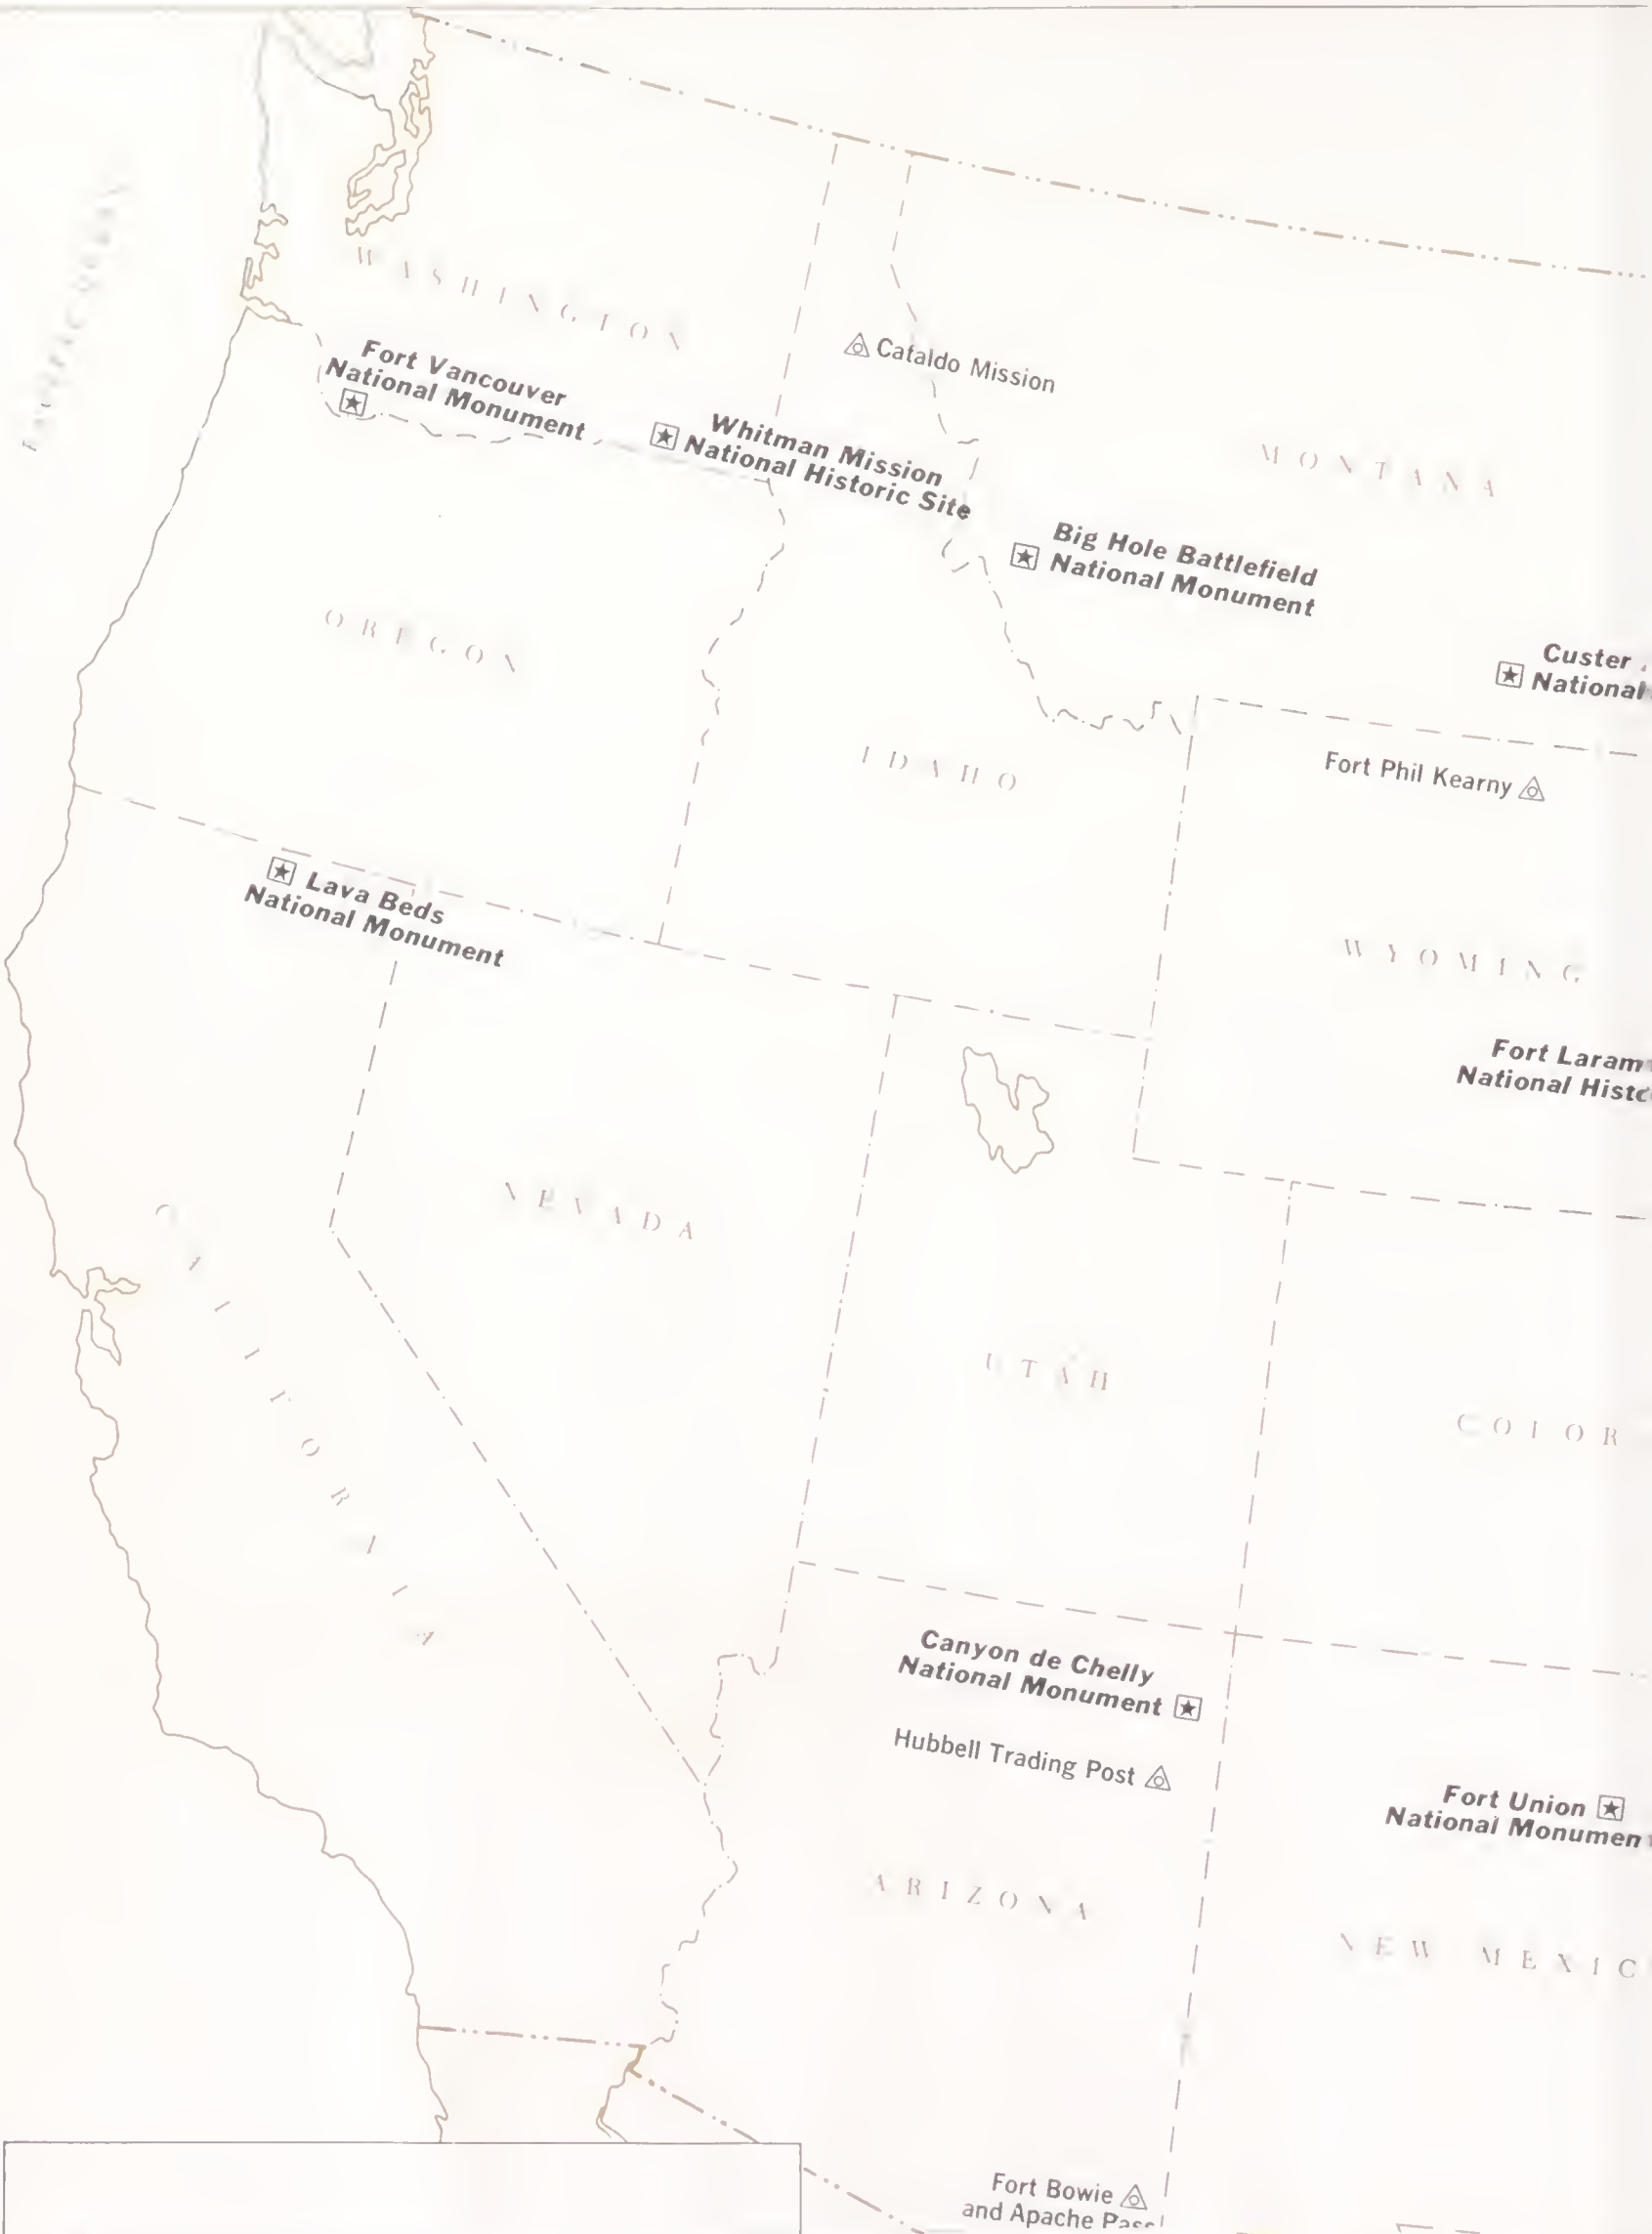 WASHINGTON
Fort Vancouver
National Monument
Cataldo Mission
Whitman Mission
National Historic Site
MONTANA
Big Hole Battlefield
National Monument
OREGON
Custer
National
IDAHO
Fort Phil Kearny
Lava Beds
National Monument
WYOMING
Fort Laram
National Histo
NEVADA
CALIFORNIA
UTAH
COLOR
Canyon de Chelly
National Monument
Hubbell Trading Post
Fort Union
National Monumen
ARIZONA
NEW MEXIC
Fort Bowie
and Apache Pass